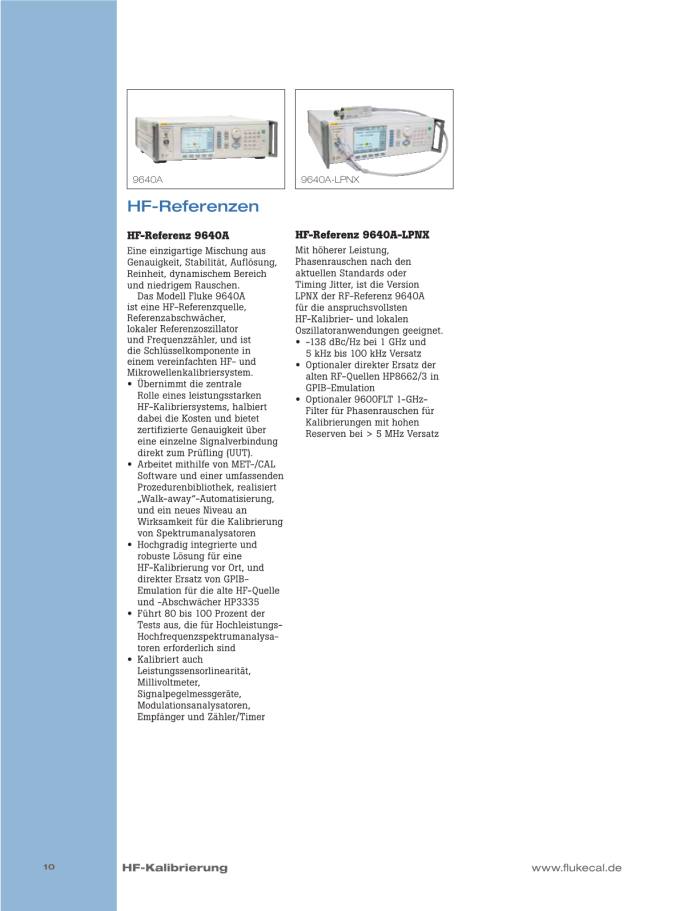 9640A
9640A-LPNX
HF-Referenzen
HF-Referenz 9640A
Eine einzigartige Mischung aus
Genauigkeit, Stabilität, Auflösung,
Reinheit, dynamischem Bereich
und niedrigem Rauschen.
Das Modell Fluke 9640A
ist eine HF-Referenzquelle,
Referenzabschwächer,
lokaler Referenzoszillator
und Frequenzzähler, und ist
die Schlüsselkomponente in
einem vereinfachten HF- und
Mikrowellenkalibriersystem.
• Übernimmt die zentrale
Rolle eines leistungsstarken
HF-Kalibriersystems, halbiert
dabei die Kosten und bietet
zertifizierte Genauigkeit über
eine einzelne Signalverbindung
direkt zum Prüfling (UUT).
• Arbeitet mithilfe von MET-/CAL
Software und einer umfassenden
Prozedurenbibliothek, realisiert
„Walk-away“-Automatisierung,
und ein neues Niveau an
Wirksamkeit für die Kalibrierung
von Spektrumanalysatoren
• Hochgradig integrierte und
robuste Lösung für eine
HF-Kalibrierung vor Ort, und
direkter Ersatz von GPIB-
Emulation für die alte HF-Quelle
und -Abschwächer HP3335
• Führt 80 bis 100 Prozent der
Tests aus, die für Hochleistungs-
Hochfrequenzspektrumanalysa-
toren erforderlich sind
• Kalibriert auch
Leistungssensorlinearität,
Millivoltmeter,
Signalpegelmessgeräte,
Modulationsanalysatoren,
Empfänger und Zähler/Timer
HF-Referenz 9640A-LPNX
Mit höherer Leistung,
Phasenrauschen nach den
aktuellen Standards oder
Timing Jitter, ist die Version
LPNX der RF-Referenz 9640A
für die anspruchsvollsten
HF-Kalibrier- und lokalen
Oszillatoranwendungen geeignet.
• -138 dBc/Hz bei 1 GHz und
5 kHz bis 100 kHz Versatz
• Optionaler direkter Ersatz der
alten RF-Quellen HP8662/3 in
GPIB-Emulation
• Optionaler 9600FLT 1-GHz-
Filter für Phasenrauschen für
Kalibrierungen mit hohen
Reserven bei > 5 MHz Versatz
10
HF-Kalibrierung
www.flukecal.de